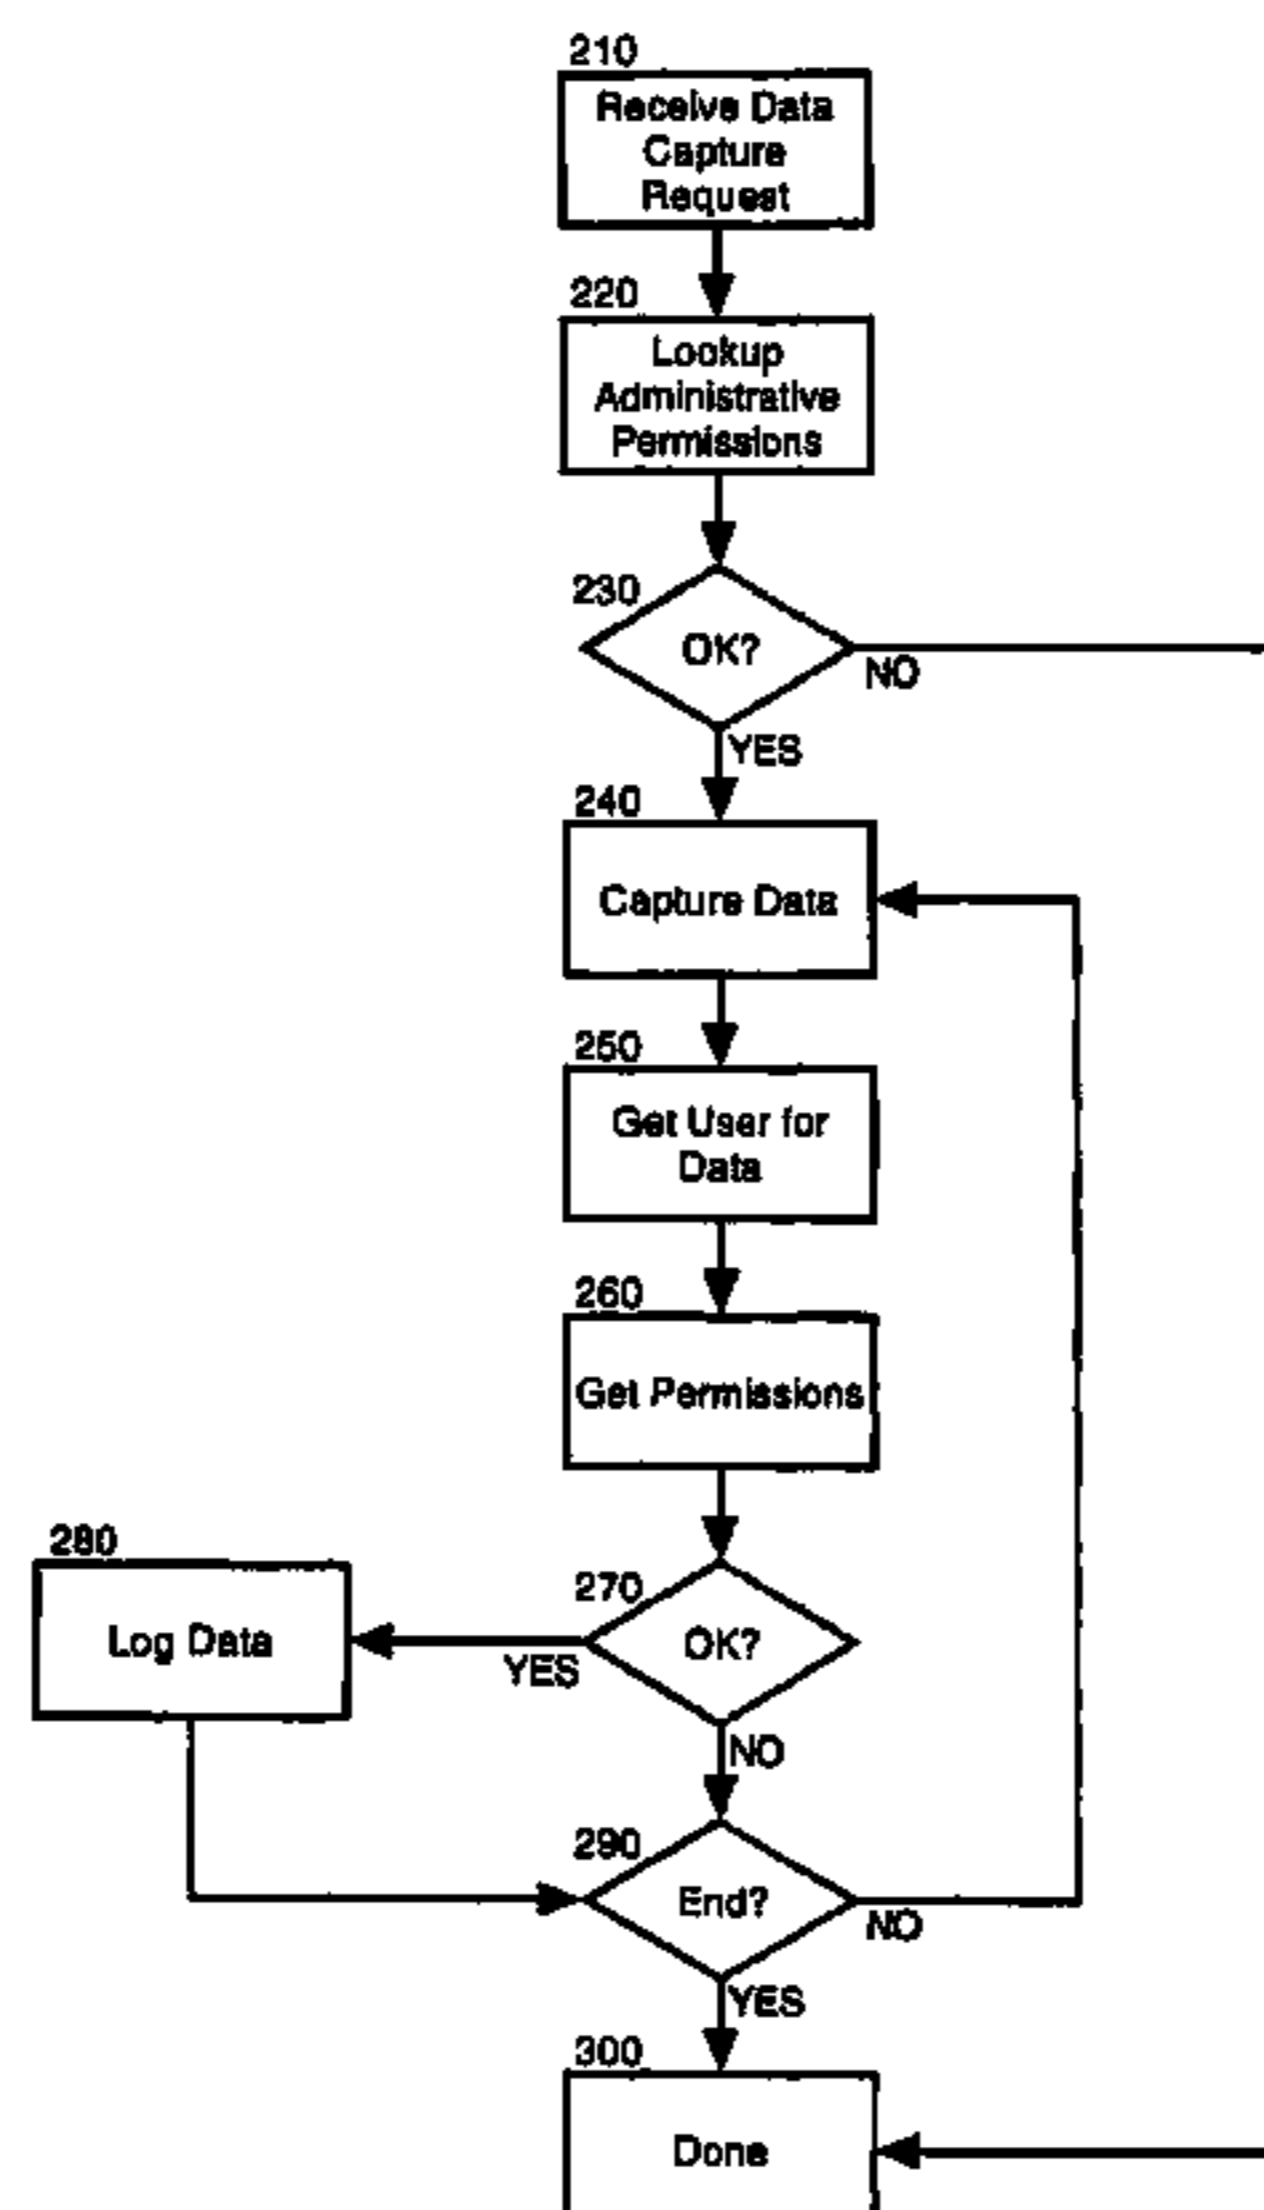 210
Receive Data
Capture
Request
220
Lookup
Administrative
Permissions
230
OK?
NO
YES
240
Capture Data
250
Get User for
Data
260
Get Permissions
280
Log Data
270
OK?
YES
NO
290
End?
NO
YES
300
Done